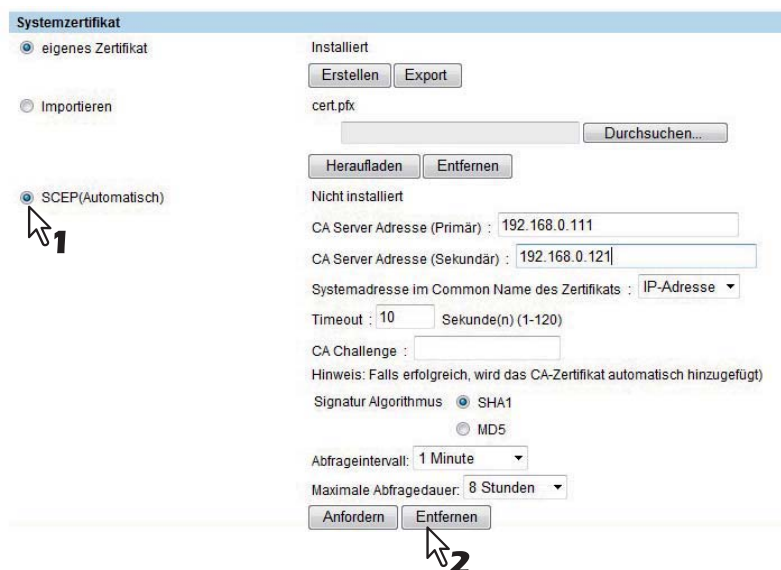 Systemzertifikat
eigenes Zertifikat Installiert
Erstellen Export
Importieren cert.pfx
Durchsuchen...
Heraufladen Entfernen
SCEP(Automatisch) Nicht installiert
1
CA Server Adresse (Primär) : 192.168.0.111
CA Server Adresse (Sekundär) : 192.168.0.121
Systemadresse im Common Name des Zertifikats : IP-Adresse
Timeout : 10 Sekunde(n) (1-120)
CA Challenge :
Hinweis: Falls erfolgreich, wird das CA-Zertifikat automatisch hinzugefügt)
Signatur Algorithmus SHA1
MD5
Abfrageintervall: 1 Minute
Maximale Abfragedauer: 8 Stunden
Anfordern Entfernen
2